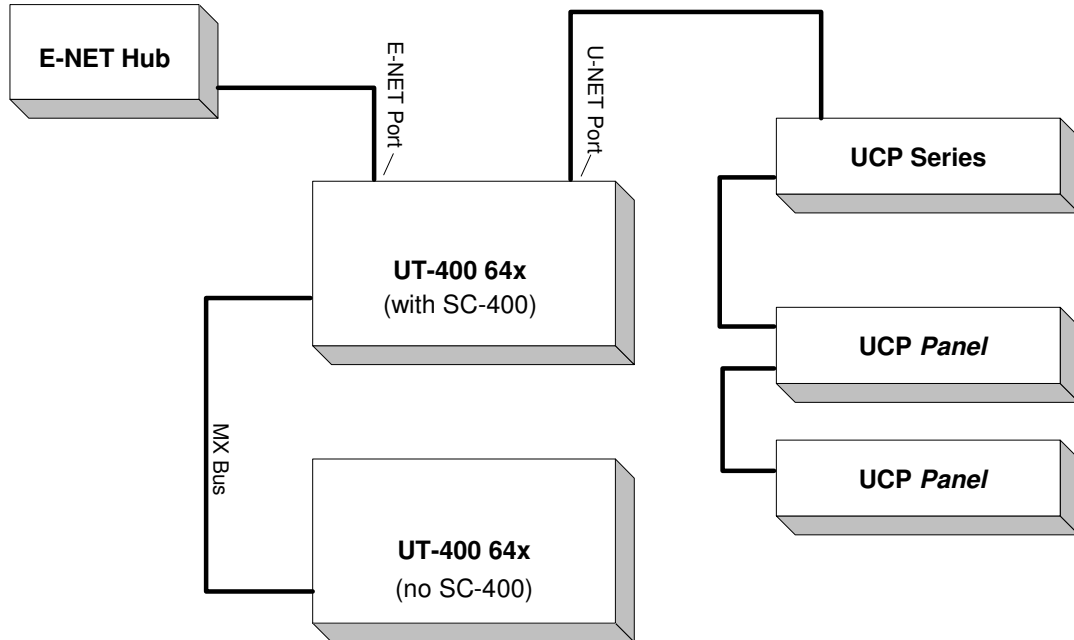 E-NET Hub
E-NET Port
U-NET Port
UCP Series
UT-400 64x
(with SC-400)
UCP Panel
MX Bus
UCP Panel
UT-400 64x
(no SC-400)